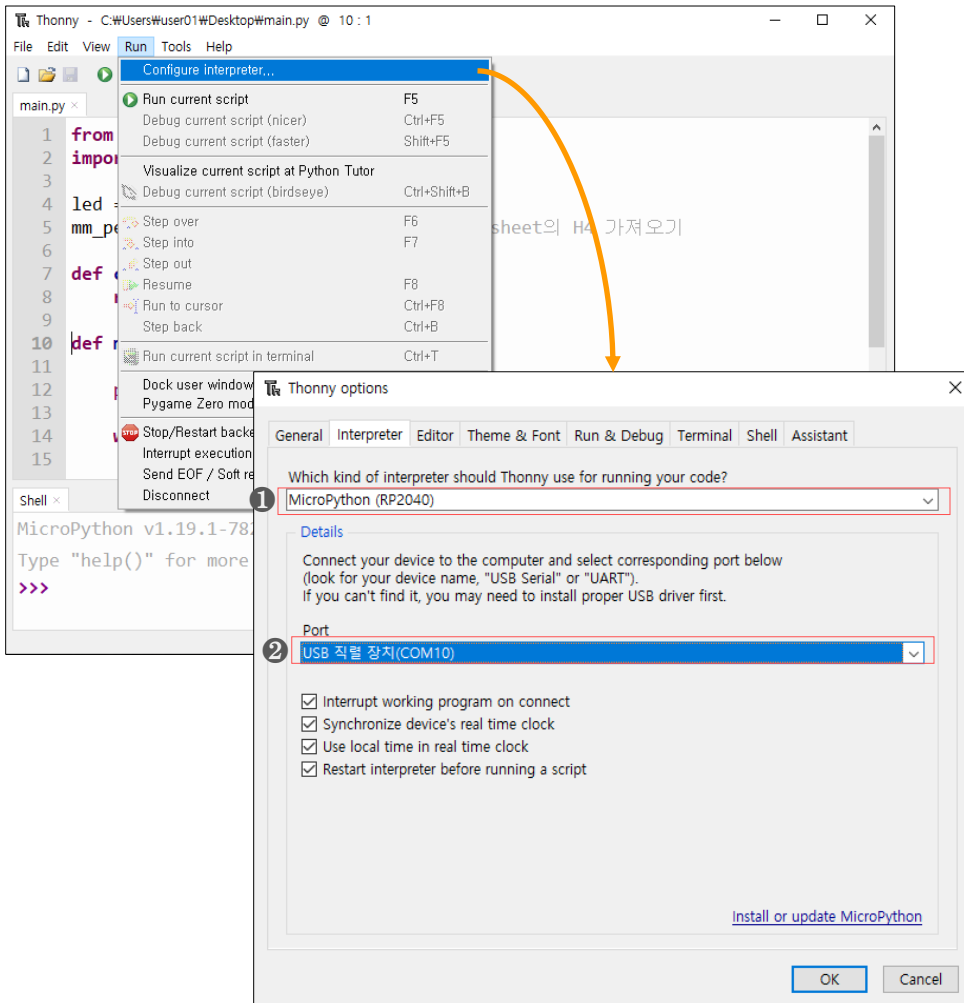 Thonny - C:₩Users₩user01₩Desktop₩main.py @ 10 : 1
File Edit View Run Tools Help
Configure interpreter...
main.py ×
Run current script F5
Debug current script (nicer) Ctrl+F5
Debug current script (faster) Shift+F5
Visualize current script at Python Tutor
Debug current script (birdseye) Ctrl+Shift+B
Step over F6
Step into F7
Step out
Resume F8
Run to cursor Ctrl+F8
Step back Ctrl+B
Run current script in terminal Ctrl+T
Dock user window
Pygame Zero mod
STOP Stop/Restart backe
Interrupt execution
Send EOF / Soft re
Disconnect
1 from
2 impor
3
4 led =
5 mm_pe sheet의 H4 가져오기
6
7 def
8
9
10 def
11
12
13
14
15
Shell ×
MicroPython v1.19.1-782
Type "help()" for more
>>>
Thonny options
General Interpreter Editor Theme & Font Run & Debug Terminal Shell Assistant
Which kind of interpreter should Thonny use for running your code?
❶ MicroPython (RP2040)
Details
Connect your device to the computer and select corresponding port below
(look for your device name, "USB Serial" or "UART").
If you can't find it, you may need to install proper USB driver first.
Port
❷ USB 직렬 장치(COM10)
Interrupt working program on connect
Synchronize device's real time clock
Use local time in real time clock
Restart interpreter before running a script
Install or update MicroPython
OK Cancel